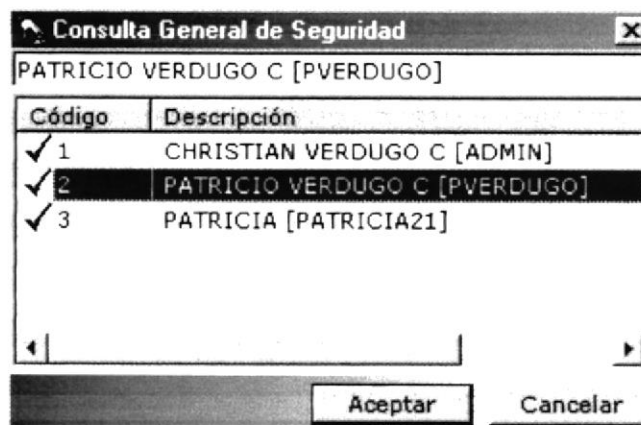 Consulta General de Seguridad
PATRICIO VERDUGO C [PVERDUGO]
Código Descripción
1 CHRISTIAN VERDUGO C [ADMIN]
2 PATRICIO VERDUGO C [PVERDUGO]
3 PATRICIA [PATRICIA21]
Aceptar Cancelar